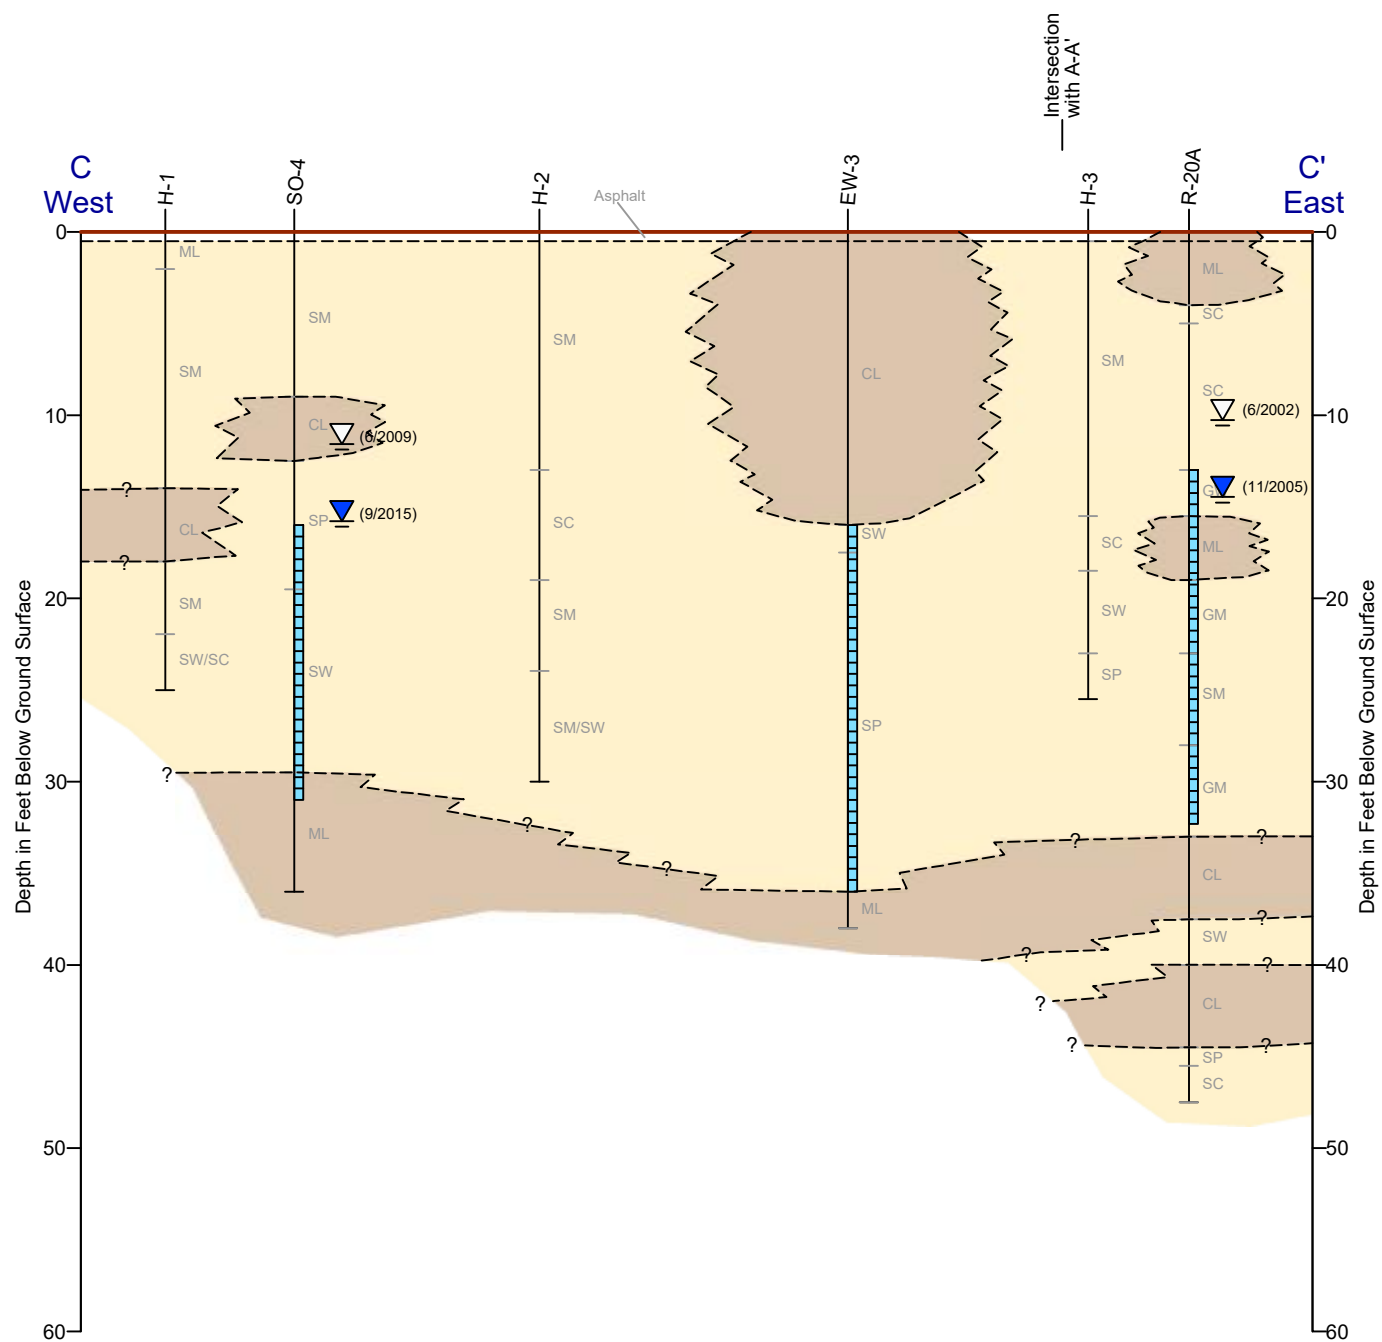 Intersection
with A-A'
C
West
H-1
SO-4
H-2
Asphalt
EW-3
H-3
R-20A
C'
East
0
10
20
30
40
50
60
Depth in Feet Below Ground Surface
ML
SM
CL
SM
SW/SC
?
?
?
SM
CL
(6/2009)
SP
(9/2015)
SW
ML
SM
SC
SM
SM/SW
?
?
CL
SW
SP
ML
SM
SC
SW
SP
?
?
?
?
ML
SC
SC
(6/2002)
(11/2005)
ML
GM
SM
GM
?
CL
?
SW
?
CL
?
SP
SC
0
10
20
30
40
50
60
Depth in Feet Below Ground Surface